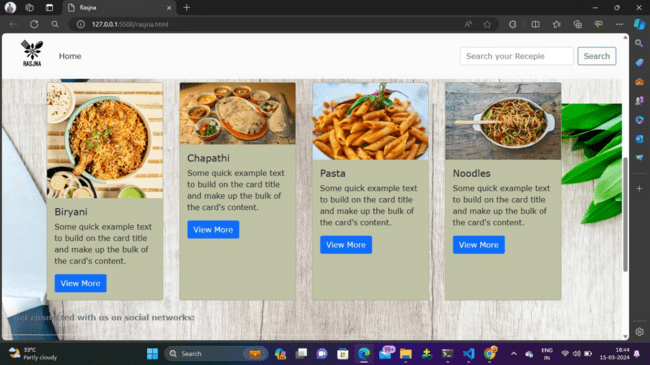 Rasjna
127.0.0.1:5500/rasjna.html
RASJNA
Home
Search your Recepie
Search
Biryani
Some quick example text
to build on the card title
and make up the bulk of
the card's content.
View More
Chapathi
Some quick example text
to build on the card title
and make up the bulk of
the card's content.
View More
Pasta
Some quick example text
to build on the card title
and make up the bulk of
the card's content.
View More
Noodles
Some quick example text
to build on the card title
and make up the bulk of
the card's content.
View More
Get connected with us on social networks:
33°C
Partly cloudy
Search
99+
ENG
IN
18:44
15-03-2024